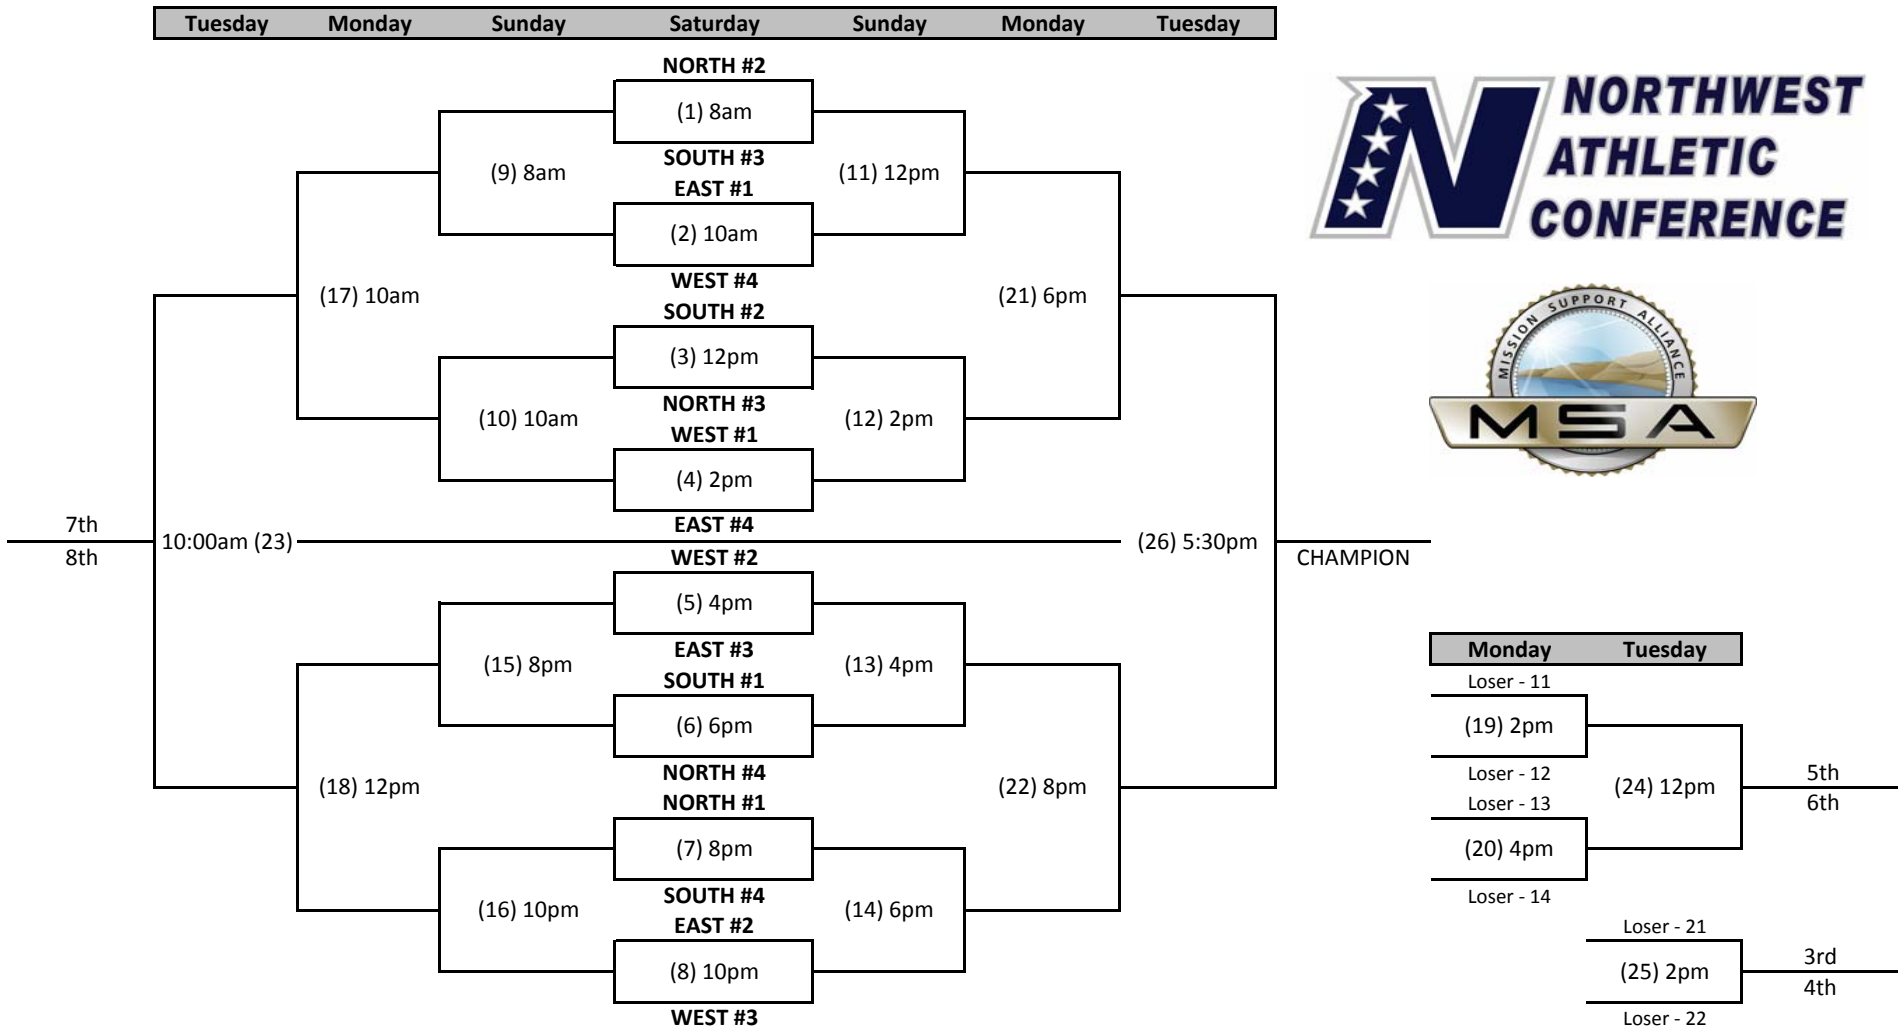 Tuesday Monday Sunday Saturday Sunday Monday Tuesday
NORTH #2
(1) 8am
SOUTH #3
(9) 8am
(11) 12pm
EAST #1
(2) 10am
WEST #4
(17) 10am
(21) 6pm
SOUTH #2
(3) 12pm
NORTH #3
(10) 10am
(12) 2pm
WEST #1
(4) 2pm
EAST #4
7th
8th
10:00am (23)
(26) 5:30pm
CHAMPION
WEST #2
(5) 4pm
EAST #3
(15) 8pm
(13) 4pm
SOUTH #1
(6) 6pm
NORTH #4
(18) 12pm
(22) 8pm
NORTH #1
(7) 8pm
SOUTH #4
(16) 10pm
(14) 6pm
EAST #2
(8) 10pm
WEST #3
N NORTHWEST
ATHLETIC
CONFERENCE
MISSION SUPPORT ALLIANCE
MSA
Monday Tuesday
Loser - 11
(19) 2pm
Loser - 12
(24) 12pm
5th
6th
Loser - 13
(20) 4pm
Loser - 14
Loser - 21
(25) 2pm
3rd
4th
Loser - 22